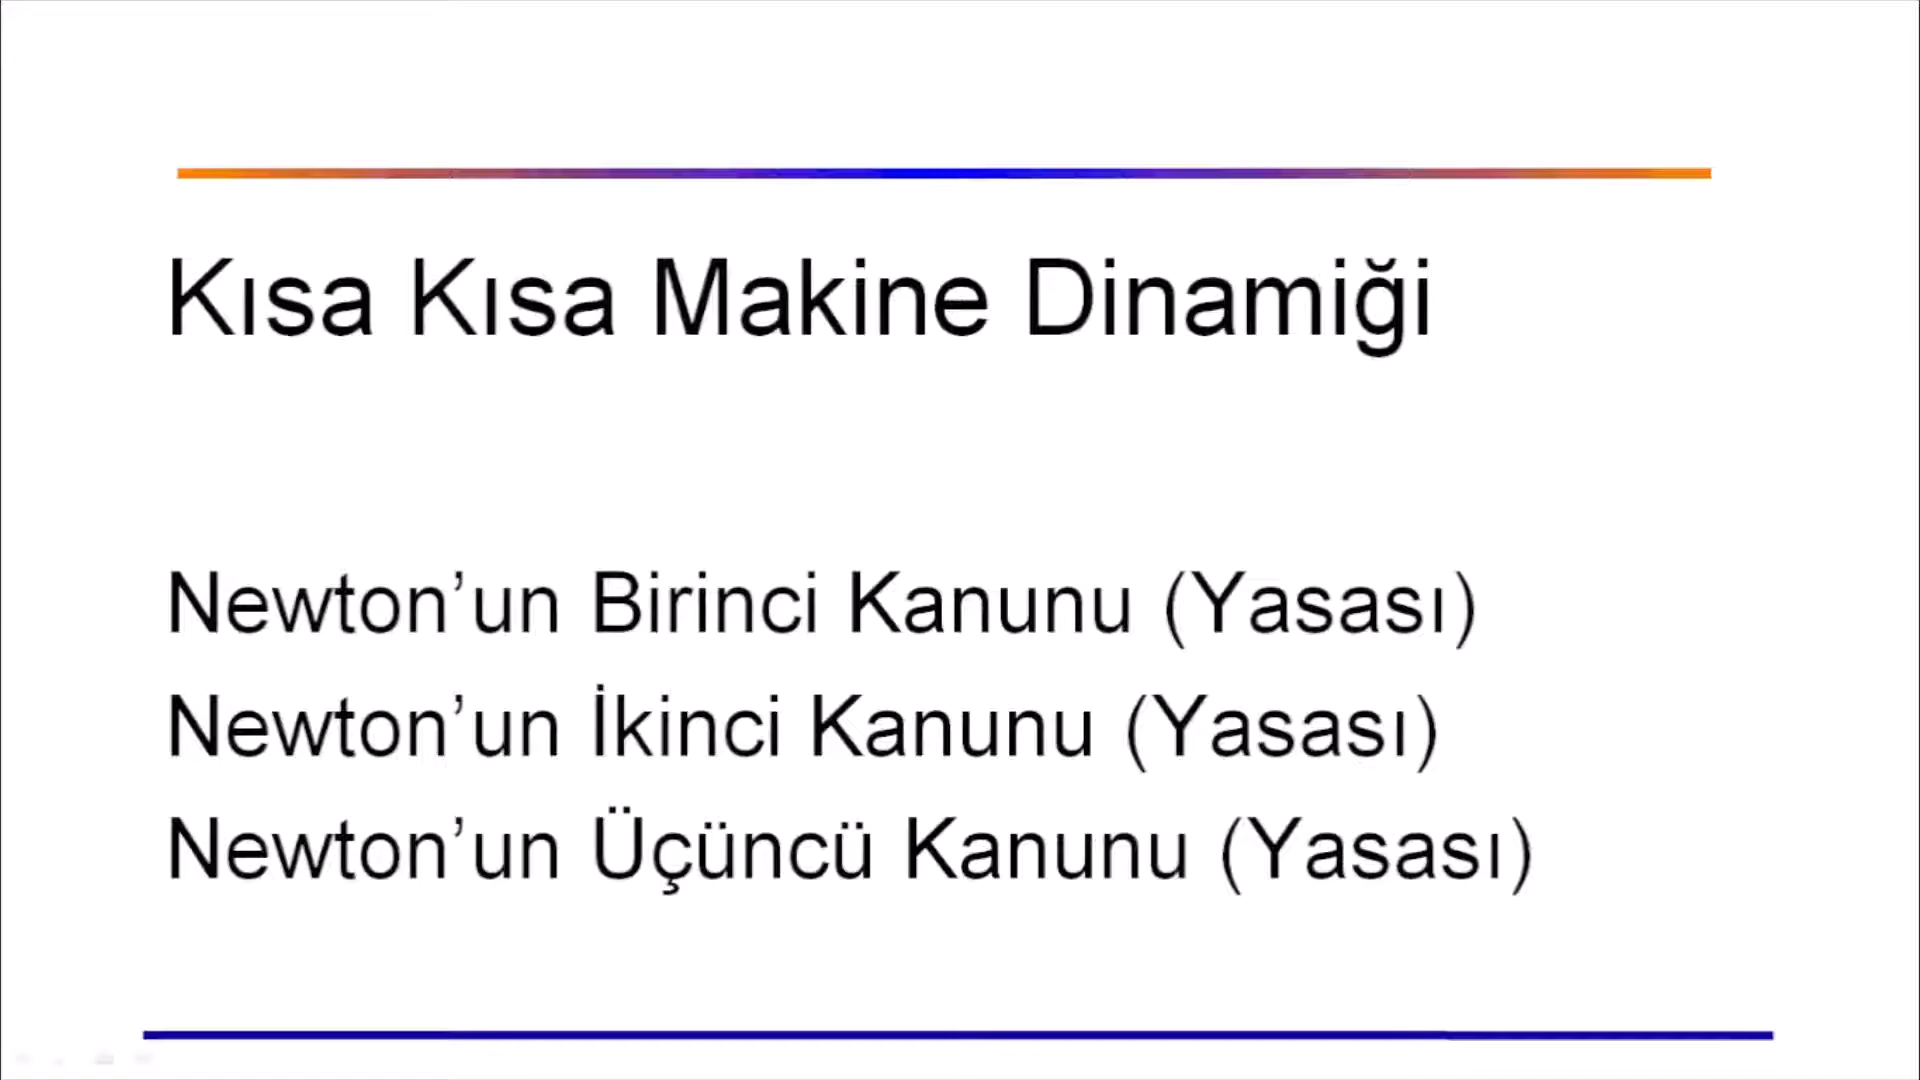 Kısa Kısa Makine Dinamiği
Newton’un Birinci Kanunu (Yasası)
Newton’un İkinci Kanunu (Yasası)
Newton’un Üçüncü Kanunu (Yasası)